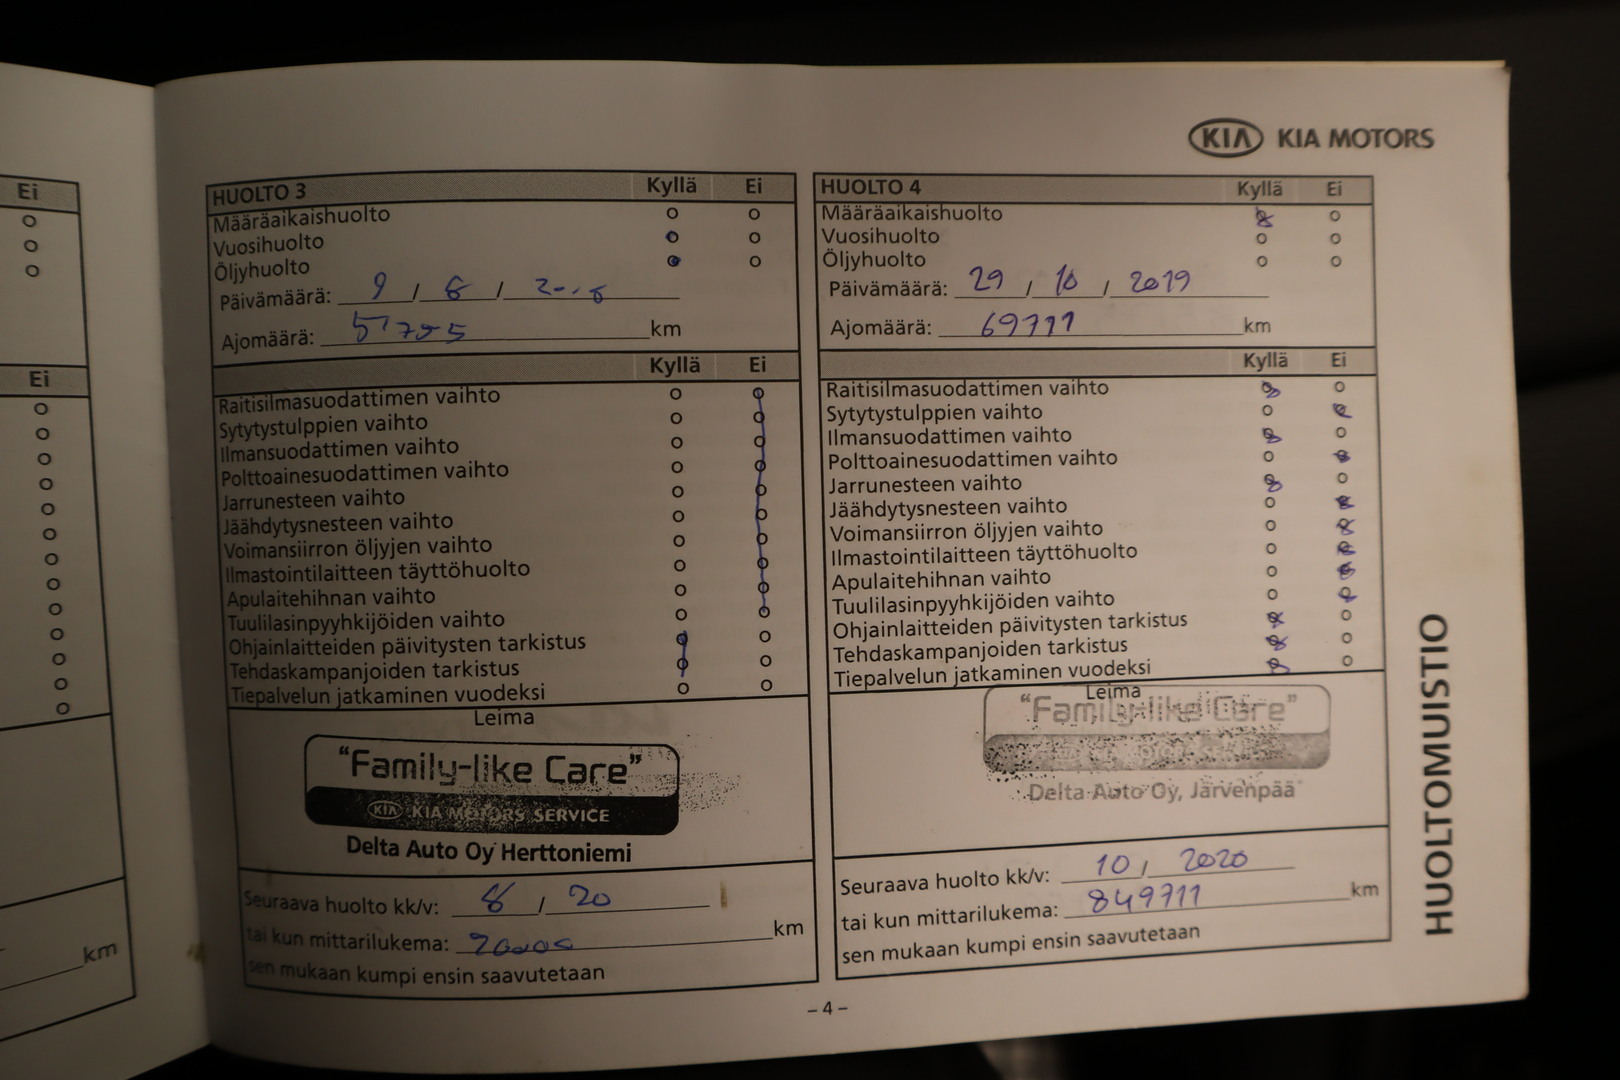 KIA KIA MOTORS
Ei
Ei
km
HUOLTO 3 Kyllä Ei
Määräaikaishuolto
Vuosihuolto
Öljyhuolto
Päivämäärä: 9 / 8 /
Ajomäärä: km
Kyllä Ei
Raitisilmasuodattimen vaihto
Sytytystulppien vaihto
Ilmansuodattimen vaihto
Polttoainesuodattimen vaihto
Jarrunesteen vaihto
Jäähdytysnesteen vaihto
Voimansiirron öljyjen vaihto
Ilmastointilaitteen täyttöhuolto
Apulaitehihnan vaihto
Tuulilasinpyyhkijöiden vaihto
Ohjainlaitteiden päivitysten tarkistus
Tehdaskampanjoiden tarkistus
Tiepalvelun jatkaminen vuodeksi
Leima
“Family-like Care”
KIA KIA MOTORS SERVICE
Delta Auto Oy Herttoniemi
Seuraava huolto kk/v: 8 / 20
tai kun mittarilukema: km
sen mukaan kumpi ensin saavutetaan
HUOLTO 4 Kyllä Ei
Määräaikaishuolto
Vuosihuolto
Öljyhuolto
Päivämäärä: 29 / 10 / 2019
Ajomäärä: 69711 km
Kyllä Ei
Raitisilmasuodattimen vaihto
Sytytystulppien vaihto
Ilmansuodattimen vaihto
Polttoainesuodattimen vaihto
Jarrunesteen vaihto
Jäähdytysnesteen vaihto
Voimansiirron öljyjen vaihto
Ilmastointilaitteen täyttöhuolto
Apulaitehihnan vaihto
Tuulilasinpyyhkijöiden vaihto
Ohjainlaitteiden päivitysten tarkistus
Tehdaskampanjoiden tarkistus
Tiepalvelun jatkaminen vuodeksi
Leima
“Family-like Care”
Delta Auto Oy, Järvenpää
Seuraava huolto kk/v: 10 / 2020
tai kun mittarilukema: 849711 km
sen mukaan kumpi ensin saavutetaan
HUOLTOMUISTIO
– 4 –